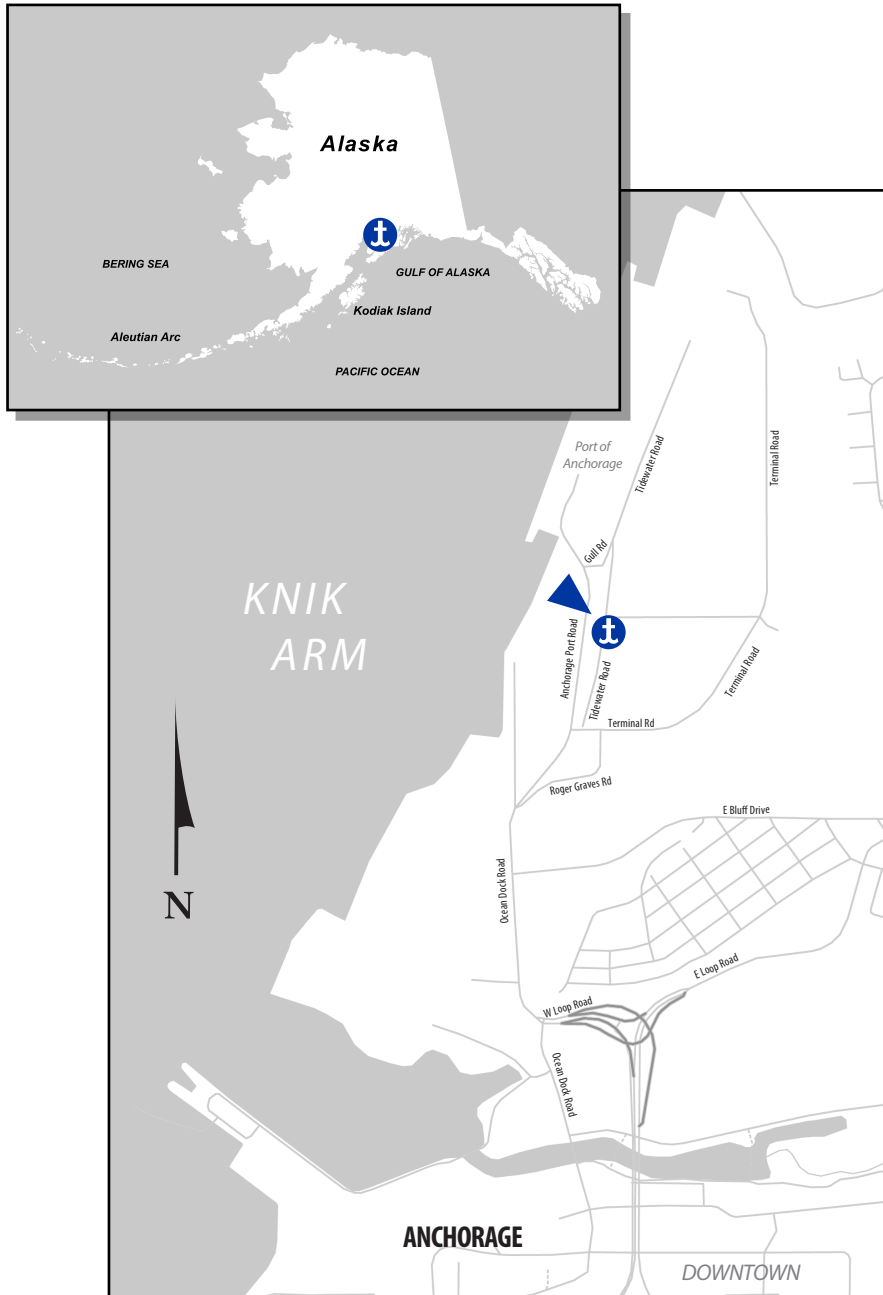 Alaska
BERING SEA
GULF OF ALASKA
Kodiak Island
Aleutian Arc
PACIFIC OCEAN
Port of
Anchorage
Tidewater Road
Terminal Road
Gull Rd
KNIK
ARM
Anchorage Port Road
Tidewater Road
Terminal Road
Terminal Rd
Roger Graves Rd
E Bluff Drive
Ocean Dock Road
N
E Loop Road
W Loop Road
Ocean Dock Road
ANCHORAGE
DOWNTOWN